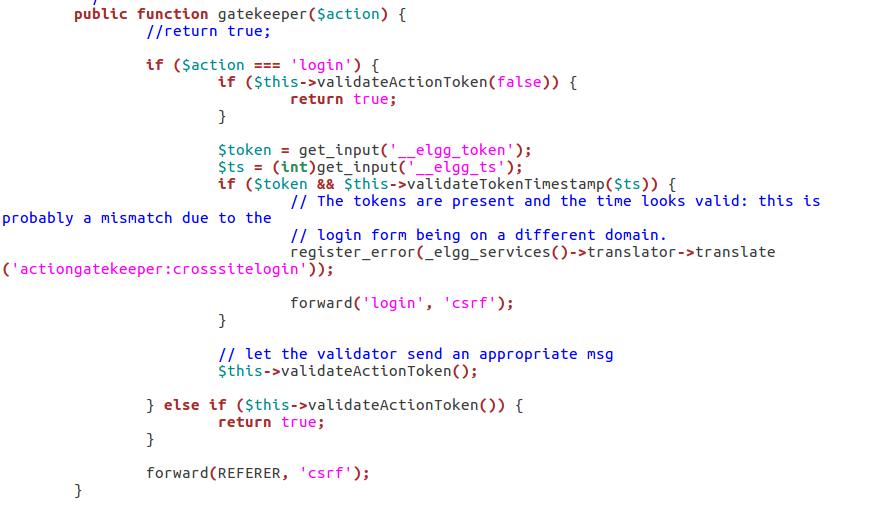 public function gatekeeper($action) {
//return true;
if ($action === 'login') {
if ($this->validateActionToken(false)) {
return true;
}
$token = get_input('__elgg_token');
$ts = (int)get_input('__elgg_ts');
if ($token && $this->validateTokenTimestamp($ts)) {
// The tokens are present and the time looks valid: this is
probably a mismatch due to the
// login form being on a different domain.
register_error(_elgg_services()->translator->translate
('actiongatekeeper:crosssitelogin'));
forward('login', 'csrf');
}
// let the validator send an appropriate msg
$this->validateActionToken();
} else if ($this->validateActionToken()) {
return true;
}
forward(REFERER, 'csrf');
}